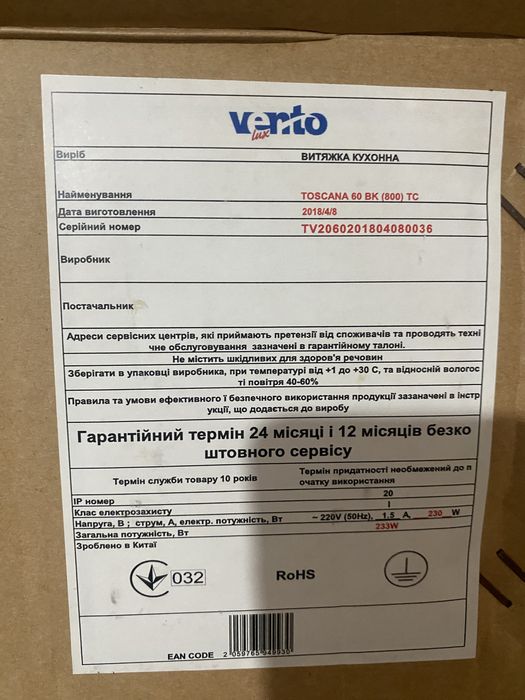 vento
lux
Виріб ВИТЯЖКА КУХОННА
Найменування TOSCANA 60 BK (800) TC
Дата виготовлення 2018/4/8
Серійний номер TV2060201804080036
Виробник
Постачальник
Адреси сервісних центрів, які приймають претензії від споживачів та проводять техні
чне обслуговування зазначені в гарантійному талоні.
Не містить шкідливих для здоров'я речовин
Зберігати в упаковці виробника, при температурі від +1 до +30 С, та відносній вологос
ті повітря 40-60%
Правила та умови ефективного і безпечного використання продукції зазаначені в інстр
укції, що додається до виробу
Гарантійний термін 24 місяці і 12 місяців безко
штовного сервісу
Термін служби товару 10 років
Термін придатності необмежений до п
очатку використання
IP номер 20
Клас електрозахисту I
Напруга, В ; струм, А, електр. потужність, Вт ~ 220V (50Hz), 1.5 A, 230 W
Загальна потужність, Вт 233W
Зроблено в Китаї
032 RoHS
EAN CODE 2 059765 949930